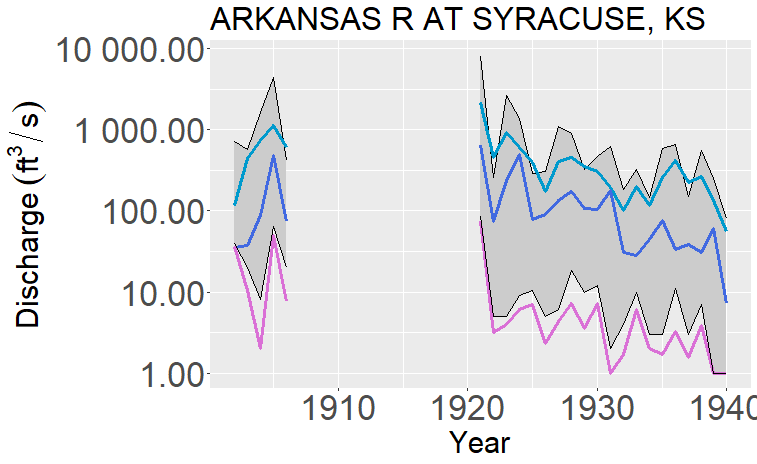 ARKANSAS R AT SYRACUSE, KS
Discharge (ft³/s)
10 000.00
1 000.00
100.00
10.00
1.00
1910 1920 1930 1940
Year